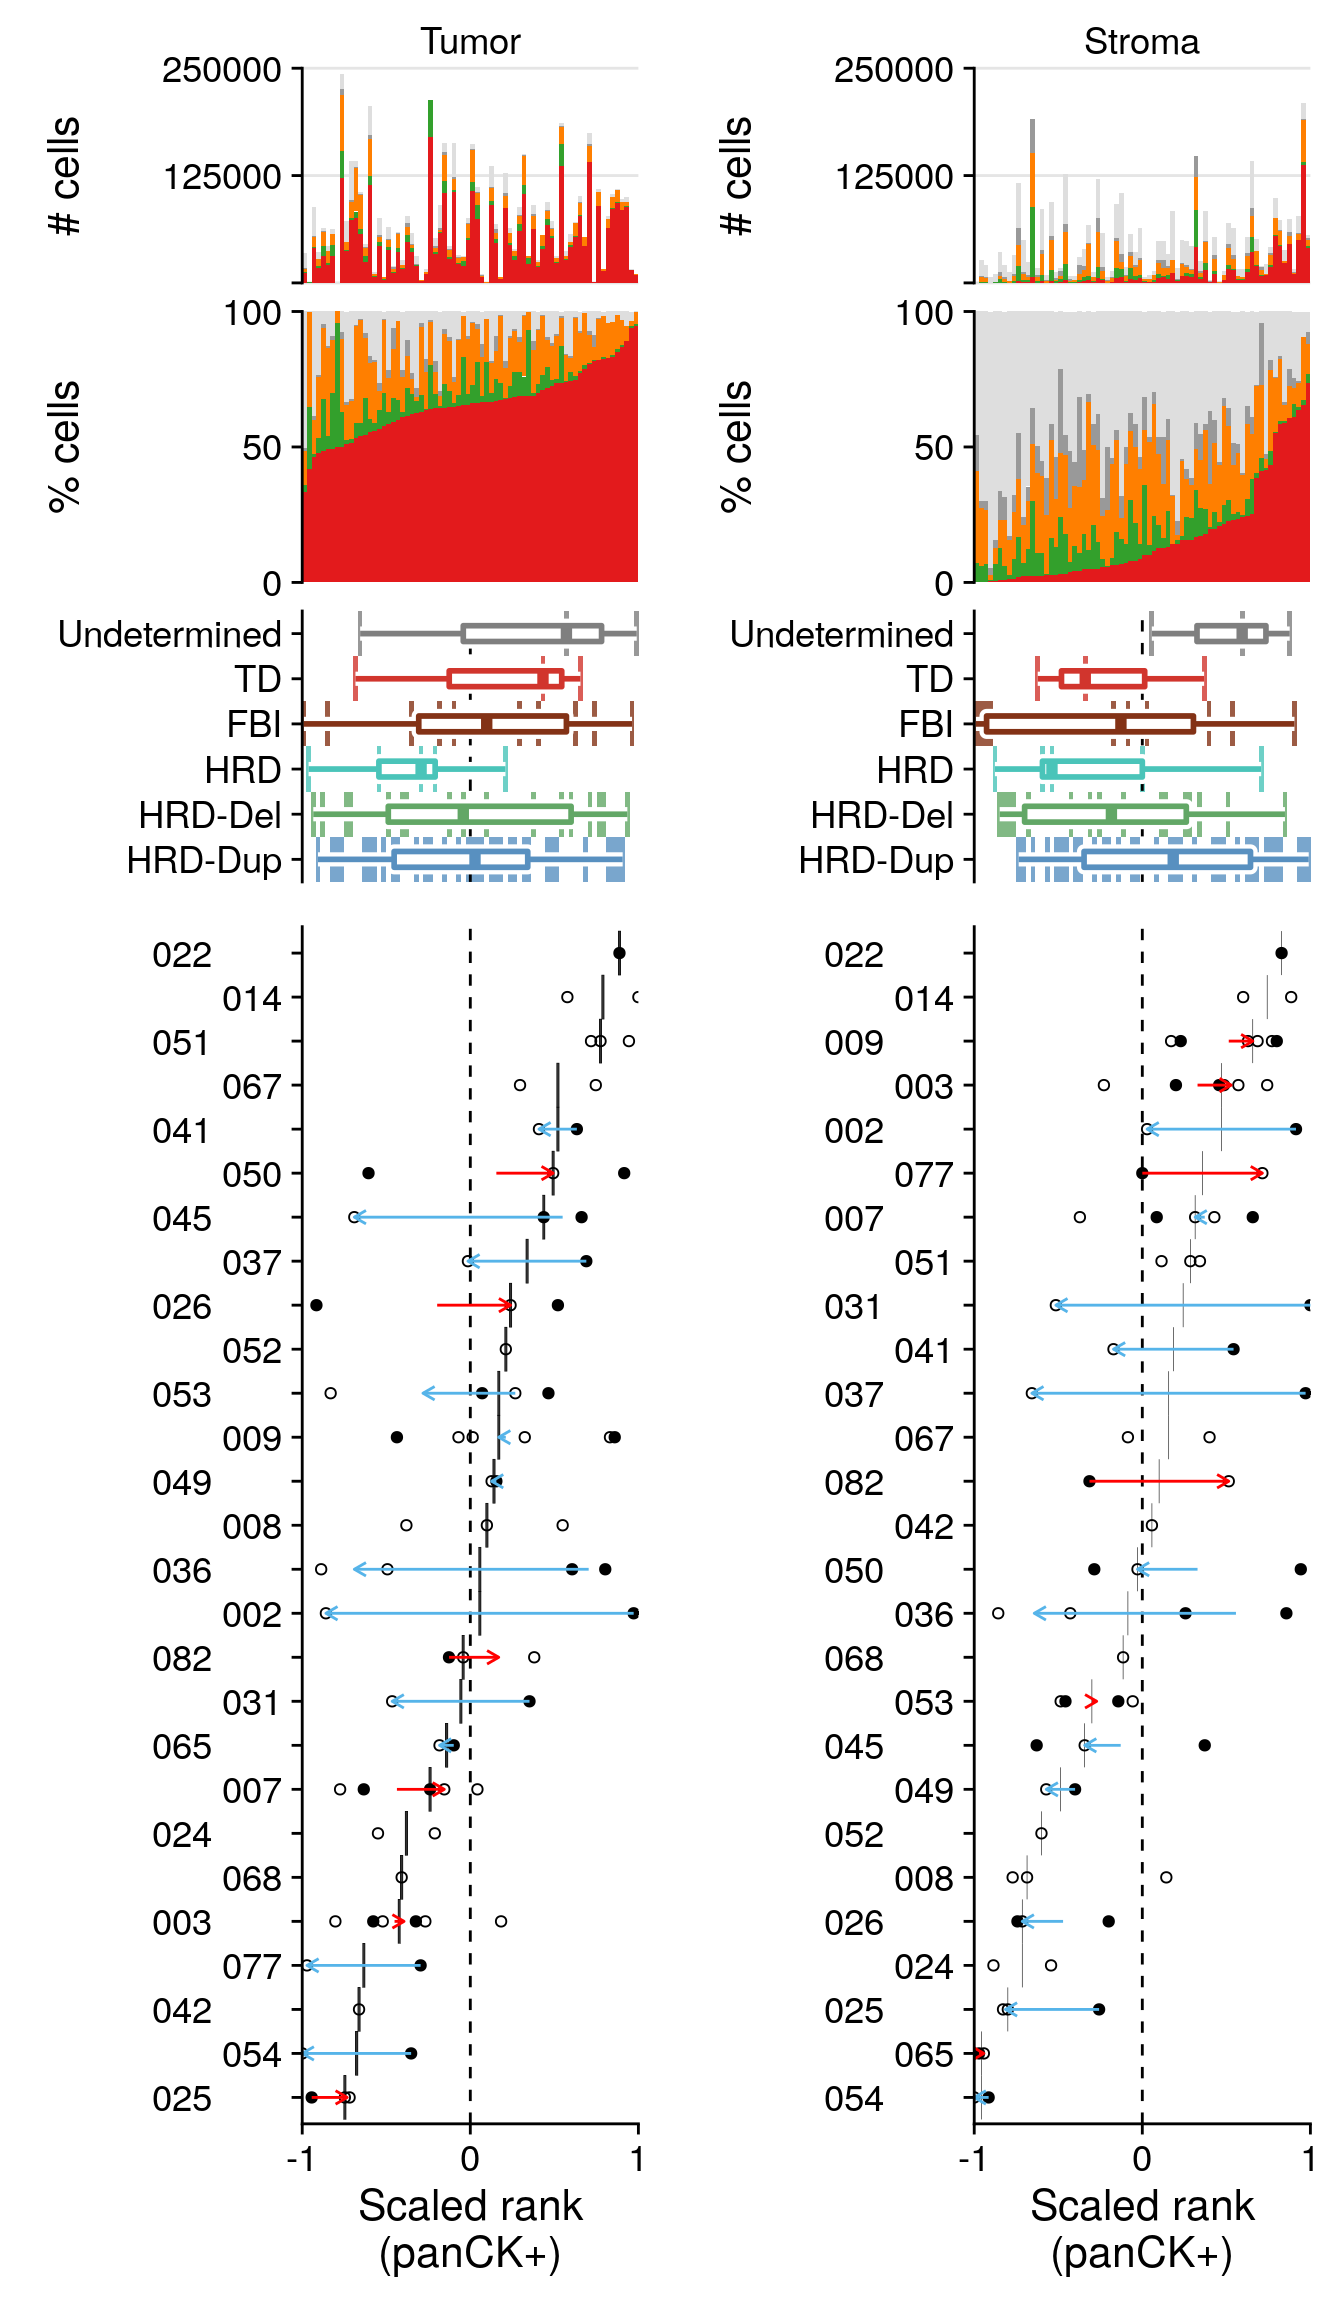 Tumor
250000
125000
# cells
100
50
0
% cells
Undetermined
TD
FBI
HRD
HRD-Del
HRD-Dup
022
014
051
067
041
050
045
037
026
052
053
009
049
008
036
002
082
031
065
007
024
068
003
077
042
054
025
-1 0 1
Scaled rank
(panCK+)
Stroma
250000
125000
# cells
100
50
0
% cells
Undetermined
TD
FBI
HRD
HRD-Del
HRD-Dup
022
014
009
003
002
077
007
051
031
041
037
067
082
042
050
036
068
053
045
049
052
008
026
024
025
065
054
-1 0 1
Scaled rank
(panCK+)